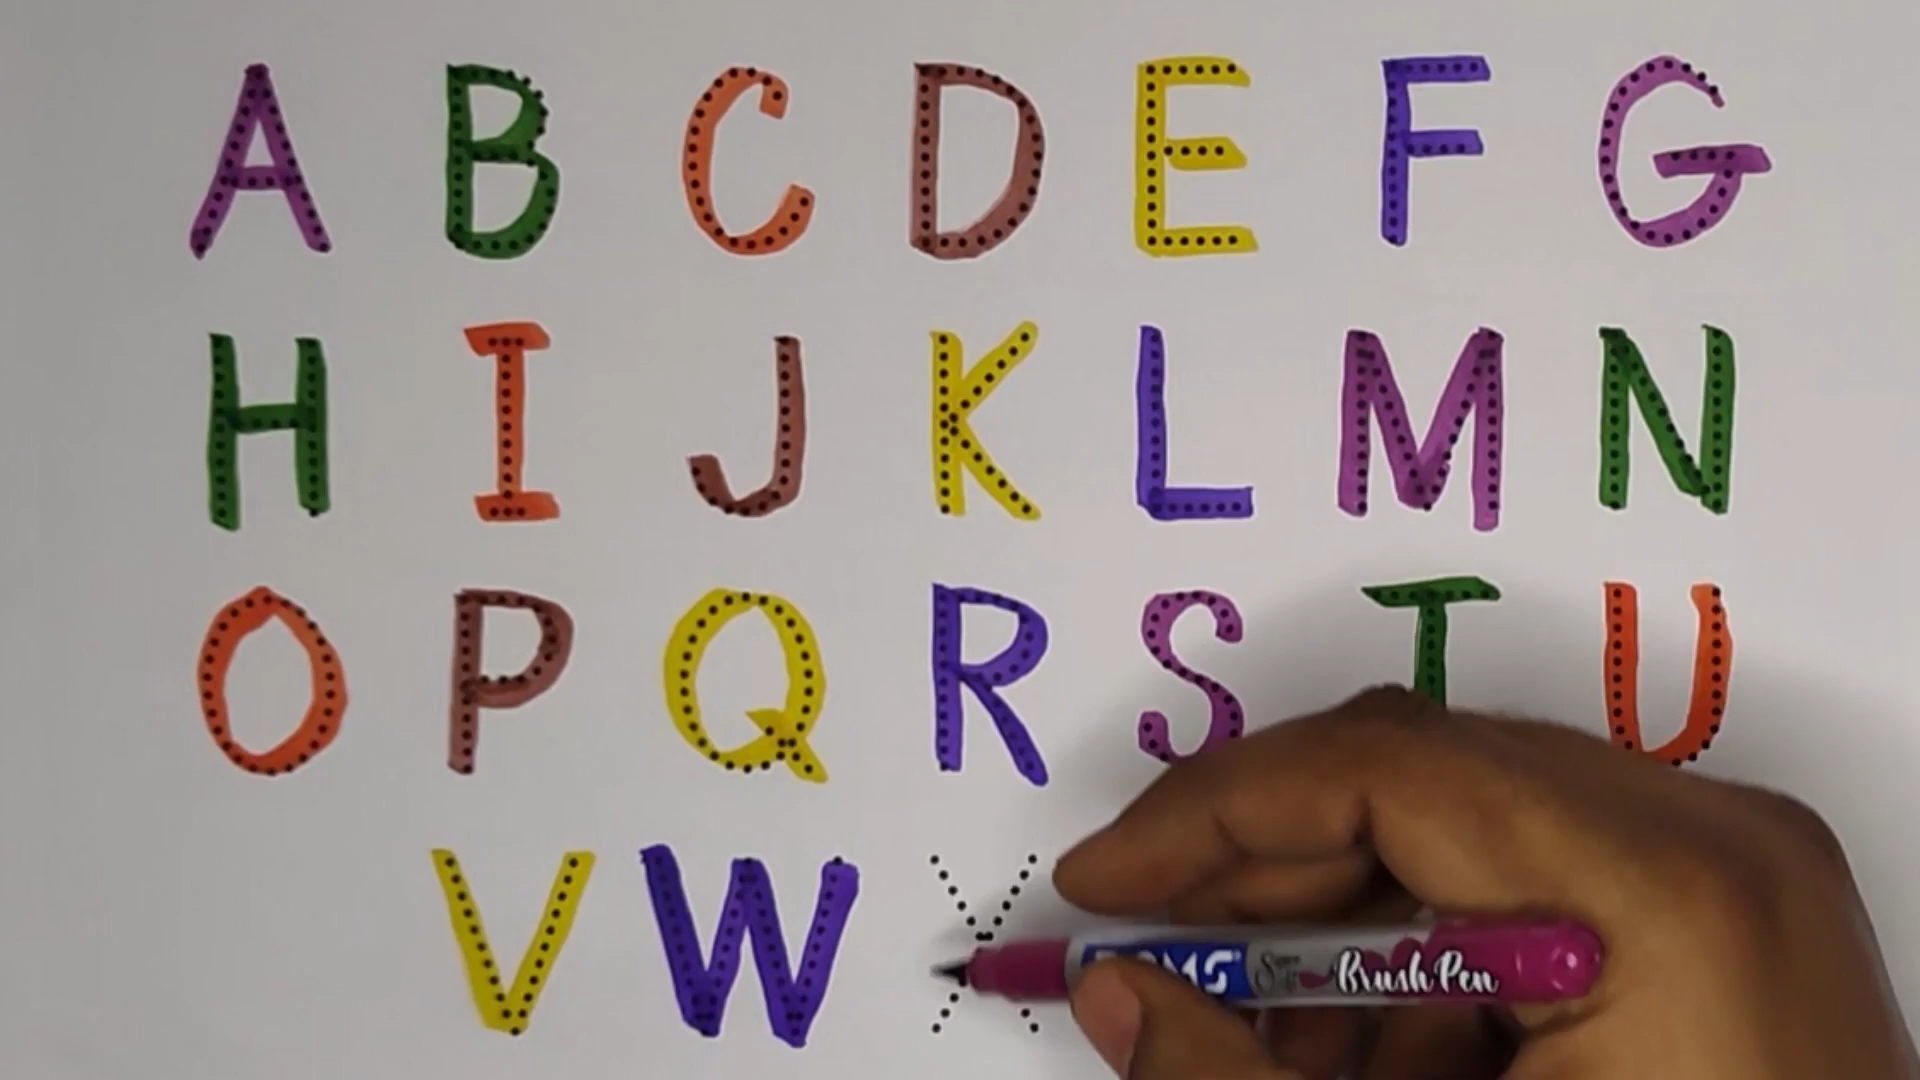 A B C D E F G
H I J K L M N
O P Q R S T U
V W X
Brush Pen